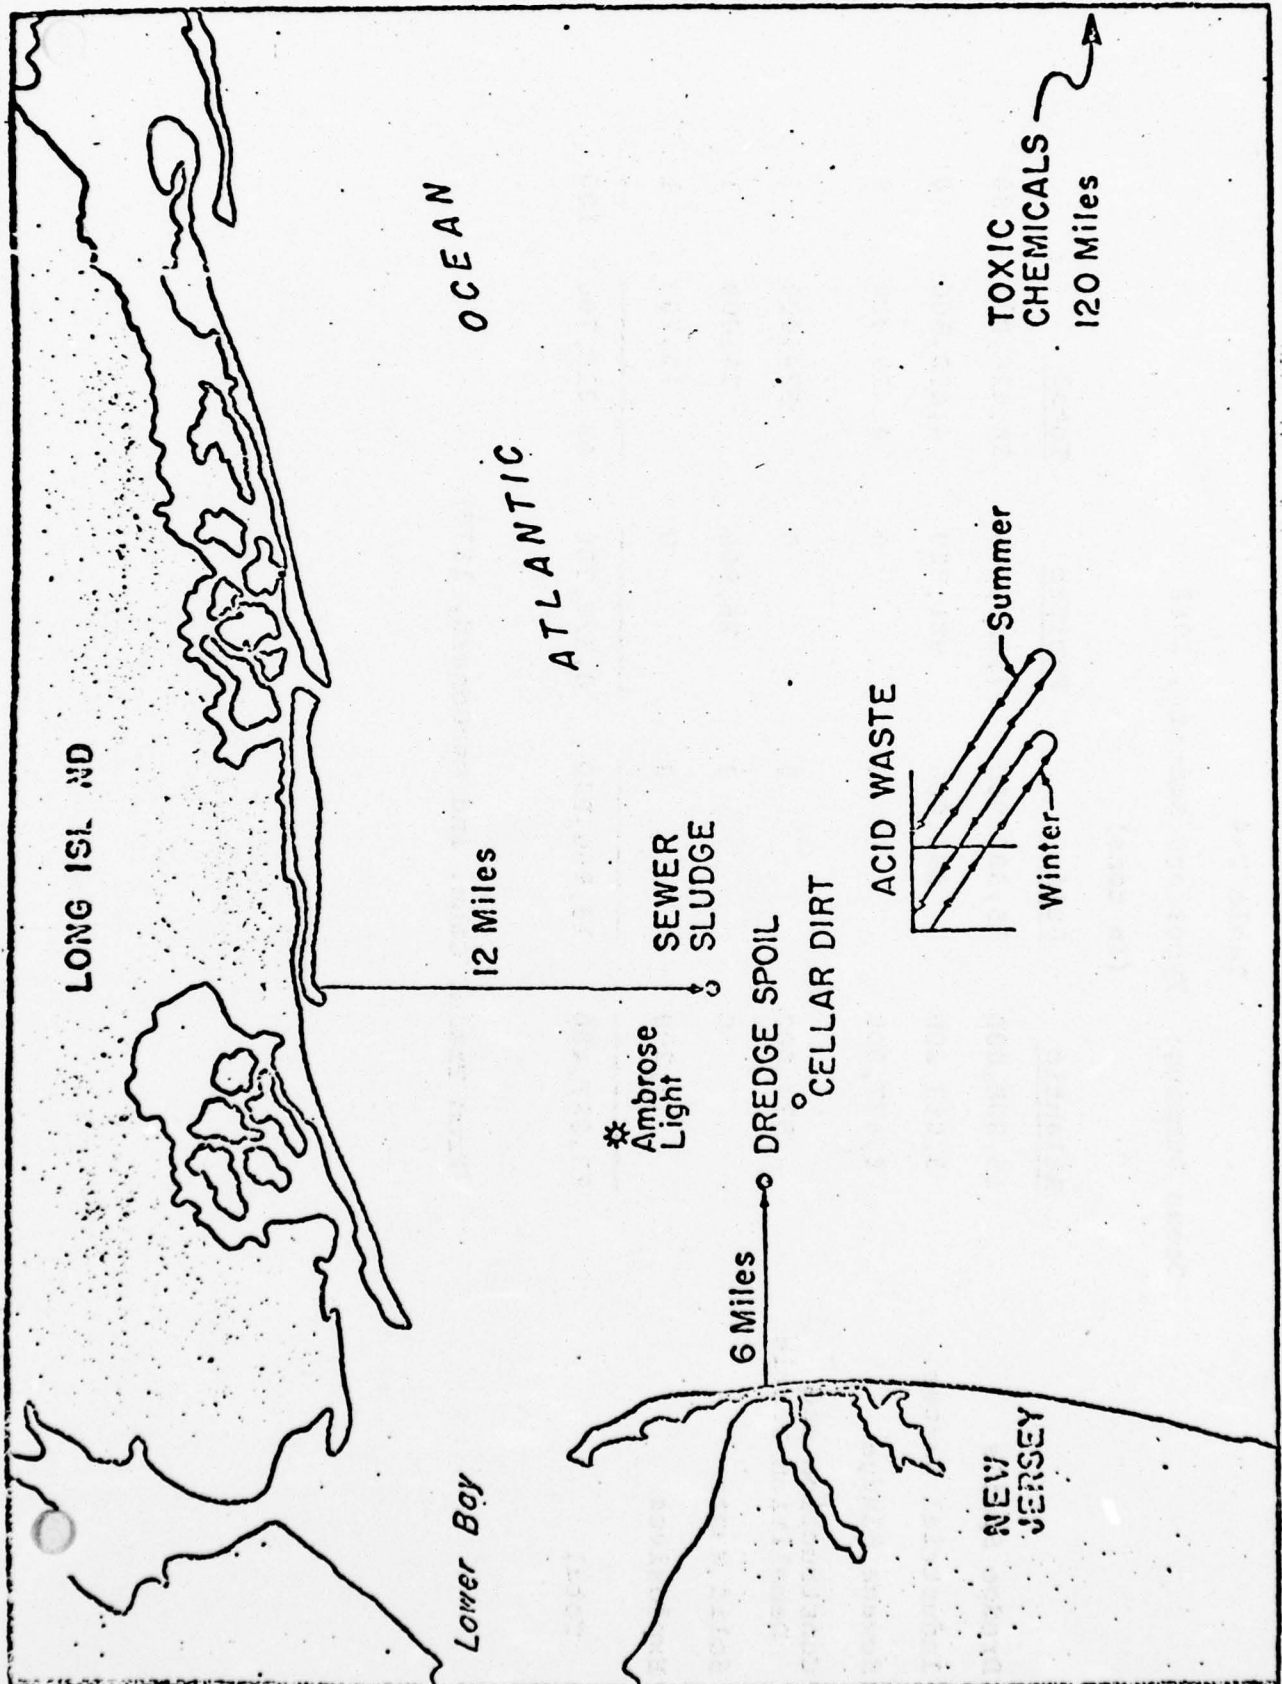 LONG ISL ND
ATLANTIC OCEAN
12 Miles
Ambrose
Light
SEWER
SLUDGE
6 Miles
DREDGE SPOIL
CELLAR DIRT
ACID WASTE
Summer
Winter
TOXIC
CHEMICALS
120 Miles
Lower Bay
NEW
JERSEY